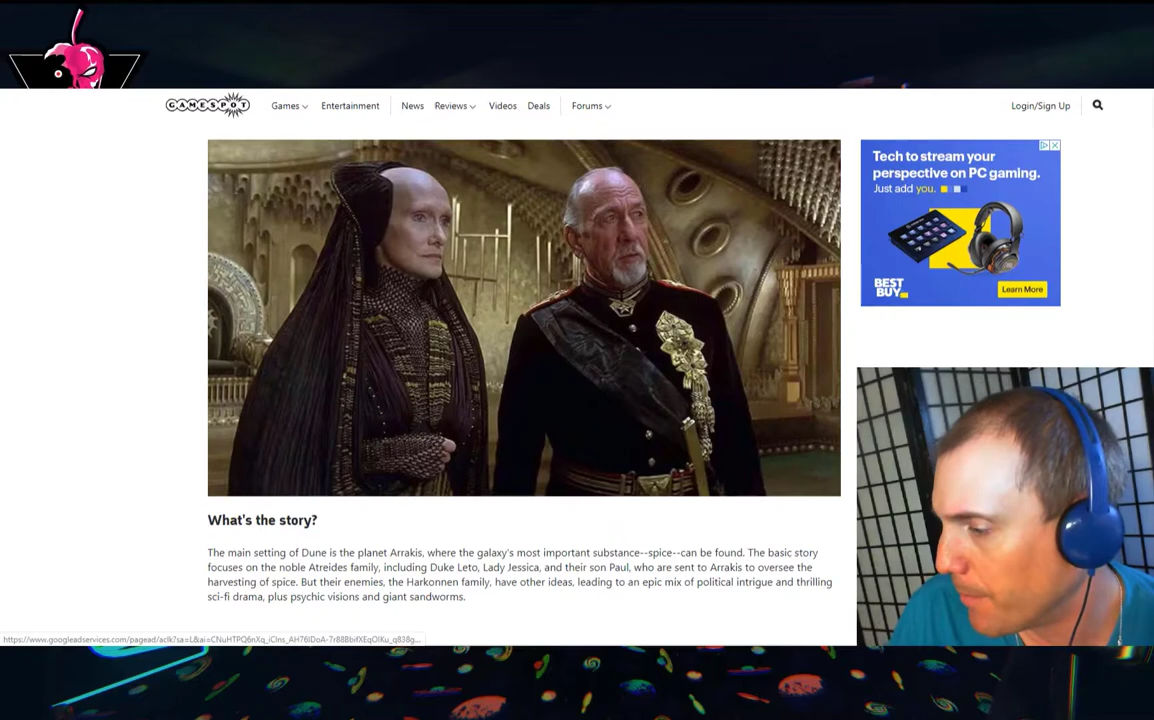 GAMESPOT Games Entertainment News Reviews Videos Deals Forums Login/Sign Up
Tech to stream your
perspective on PC gaming.
Just add you.
BEST
BUY
Learn More
What's the story?
The main setting of Dune is the planet Arrakis, where the galaxy's most important substance--spice--can be found. The basic story
focuses on the noble Atreides family, including Duke Leto, Lady Jessica, and their son Paul, who are sent to Arrakis to oversee the
harvesting of spice. But their enemies, the Harkonnen family, have other ideas, leading to an epic mix of political intrigue and thrilling
sci-fi drama, plus psychic visions and giant sandworms.